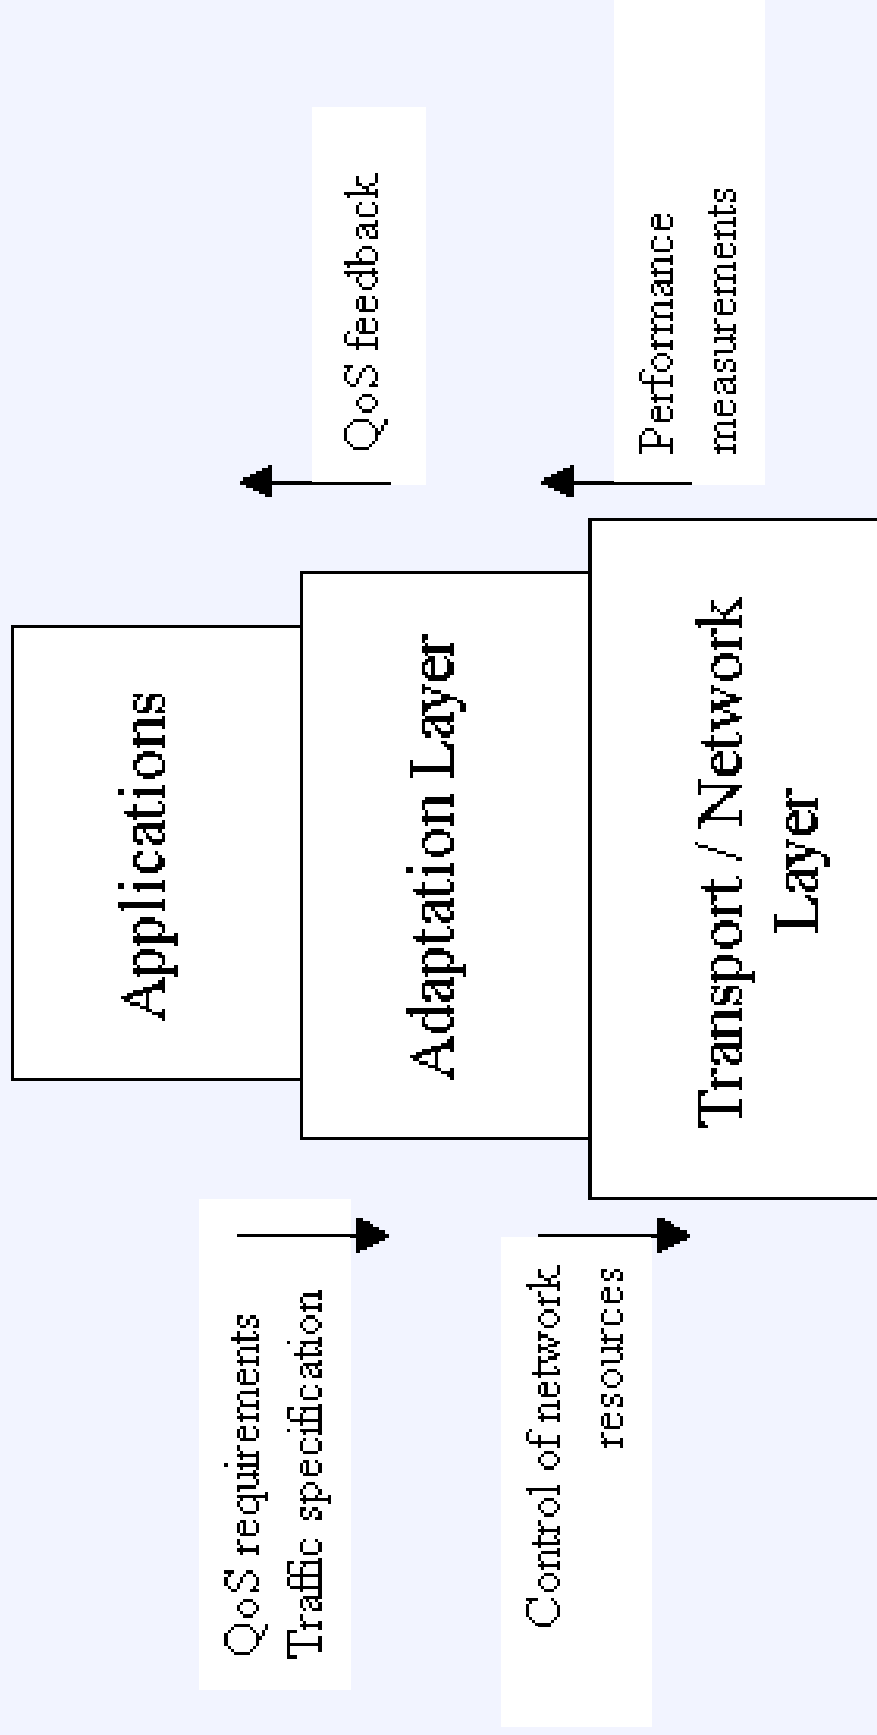 Applications
QoS requirements
Traffic specification
QoS feedback
Adaptation Layer
Control of network
resources
Performance
measurements
Transport / Network
Layer